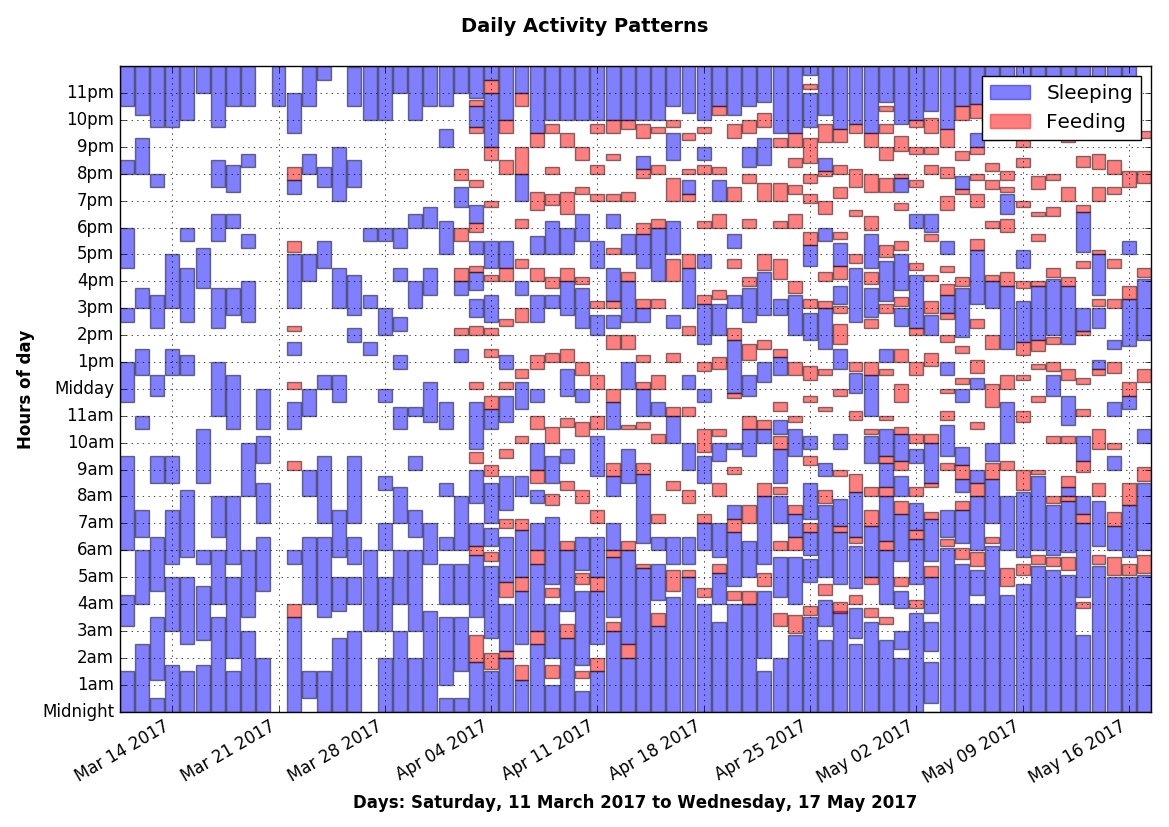 Daily Activity Patterns
Sleeping
Feeding
11pm
10pm
9pm
8pm
7pm
6pm
5pm
4pm
3pm
2pm
1pm
Midday
11am
10am
9am
8am
7am
6am
5am
4am
3am
2am
1am
Midnight
Hours of day
Mar 14 2017
Mar 21 2017
Mar 28 2017
Apr 04 2017
Apr 11 2017
Apr 18 2017
Apr 25 2017
May 02 2017
May 09 2017
May 16 2017
Days: Saturday, 11 March 2017 to Wednesday, 17 May 2017